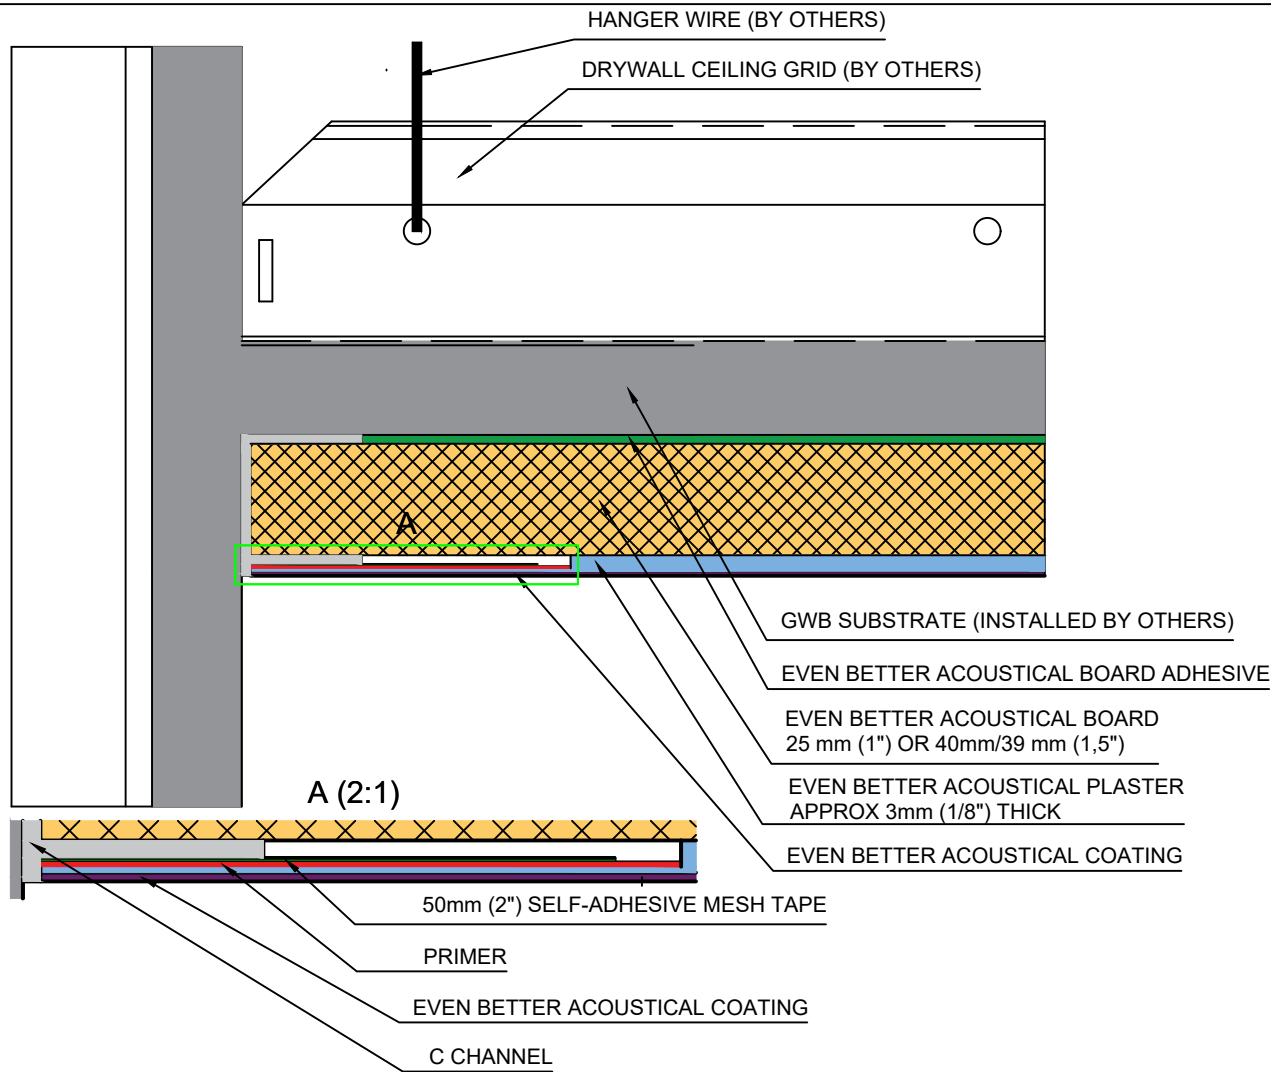 HANGER WIRE (BY OTHERS)
DRYWALL CEILING GRID (BY OTHERS)
A
GWB SUBSTRATE (INSTALLED BY OTHERS)
EVEN BETTER ACOUSTICAL BOARD ADHESIVE
EVEN BETTER ACOUSTICAL BOARD
25 mm (1") OR 40mm/39 mm (1,5")
EVEN BETTER ACOUSTICAL PLASTER
APPROX 3mm (1/8") THICK
EVEN BETTER ACOUSTICAL COATING
A (2:1)
50mm (2") SELF-ADHESIVE MESH TAPE
PRIMER
EVEN BETTER ACOUSTICAL COATING
C CHANNEL